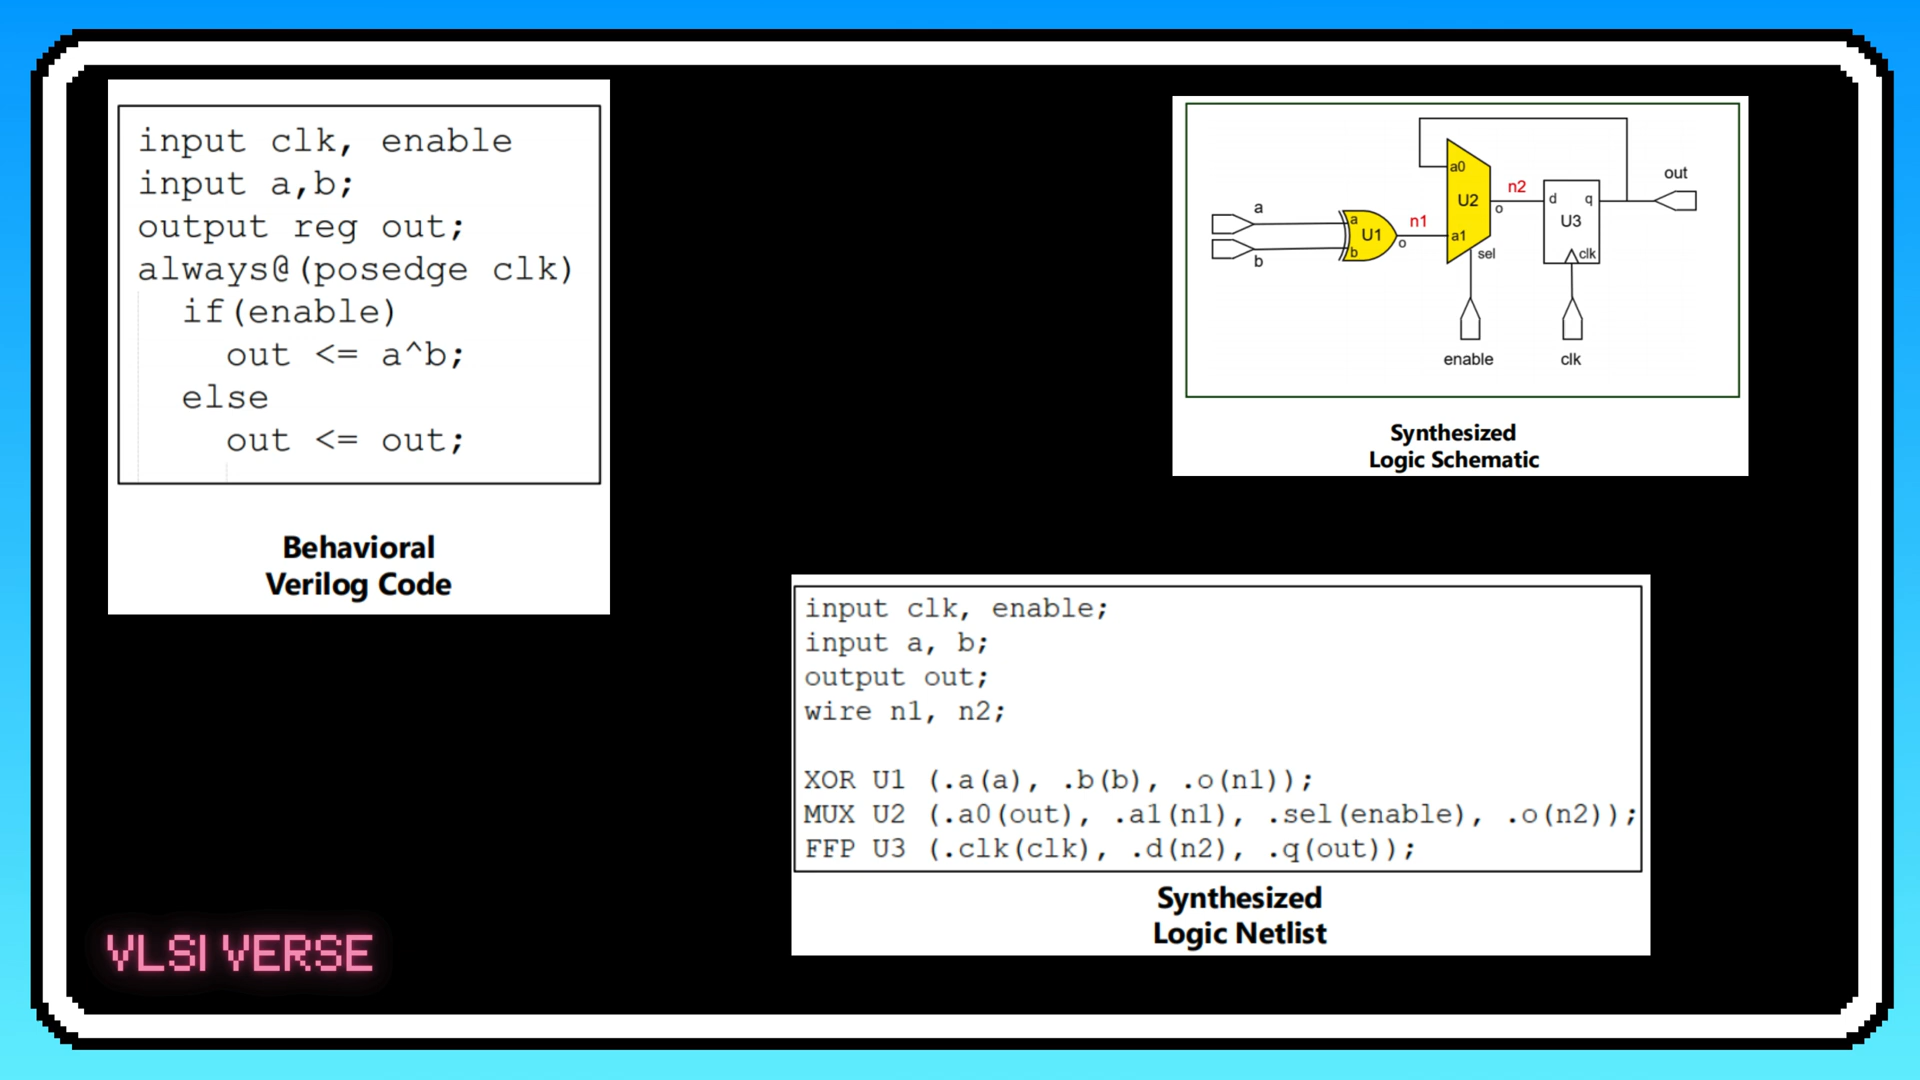 input clk, enable
input a,b;
output reg out;
always@(posedge clk)
if(enable)
out <= a^b;
else
out <= out;
Behavioral
Verilog Code
a
b
a
b
U1
o
n1
a0
U2
a1
o
sel
n2
d
q
U3
clk
out
enable
clk
Synthesized
Logic Schematic
input clk, enable;
input a, b;
output out;
wire n1, n2;
XOR U1 (.a(a), .b(b), .o(n1));
MUX U2 (.a0(out), .a1(n1), .sel(enable), .o(n2));
FFP U3 (.clk(clk), .d(n2), .q(out));
Synthesized
Logic Netlist
VLSI VERSE